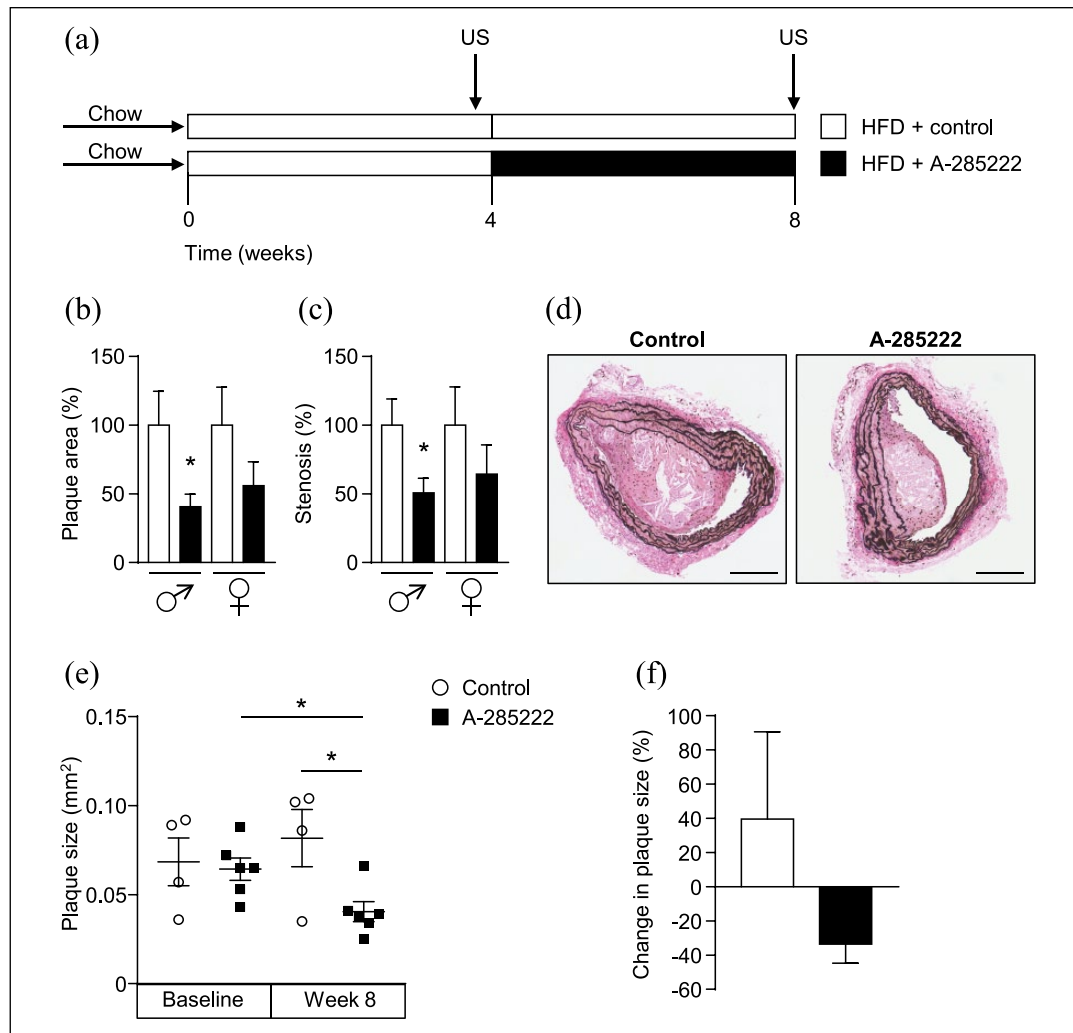 (a)
US US
Chow
HFD + control
Chow
HFD + A-285222
0 4 8
Time (weeks)
(b)
150
100
50
0
Plaque area (%)
*
♂ ♀
(c)
150
100
50
0
Stenosis (%)
*
♂ ♀
(d)
Control A-285222
(e)
Control
A-285222
0.15
0.10
0.05
0
Plaque size (mm²)
*
*
Baseline Week 8
(f)
100
80
60
40
20
0
-20
-40
-60
Change in plaque size (%)